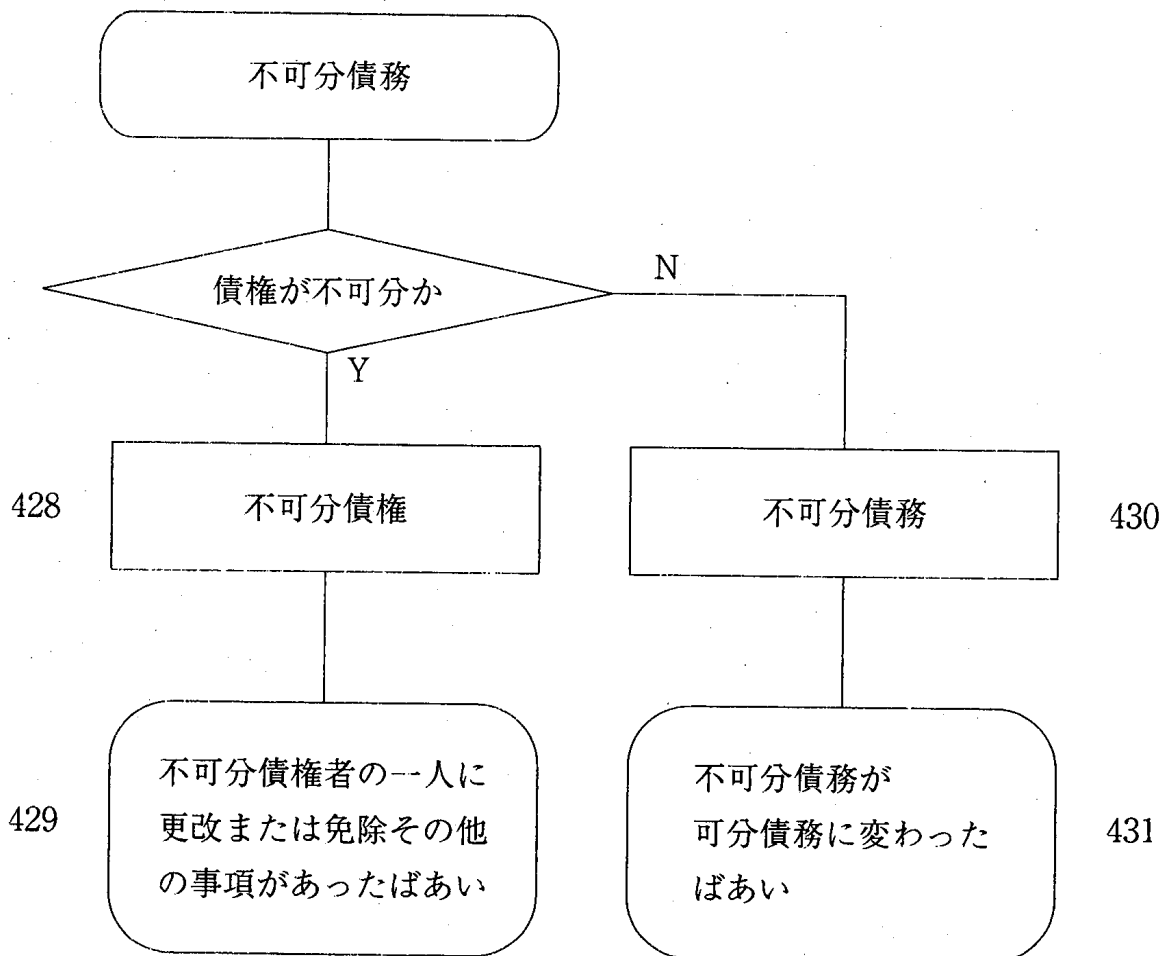 不可分債務
債権が不可分か
N
Y
428
不可分債権
不可分債務
430
429
不可分債権者の一人に
更改または免除その他
の事項があったばあい
不可分債務が
可分債務に変わった
ばあい
431